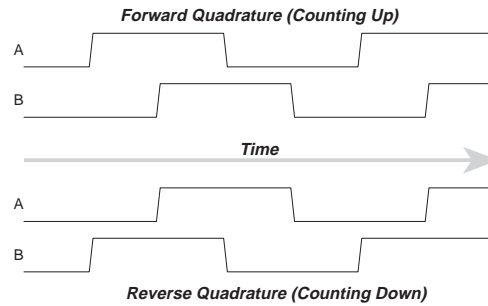 Forward Quadrature (Counting Up)
A
B
Time
A
B
Reverse Quadrature (Counting Down)